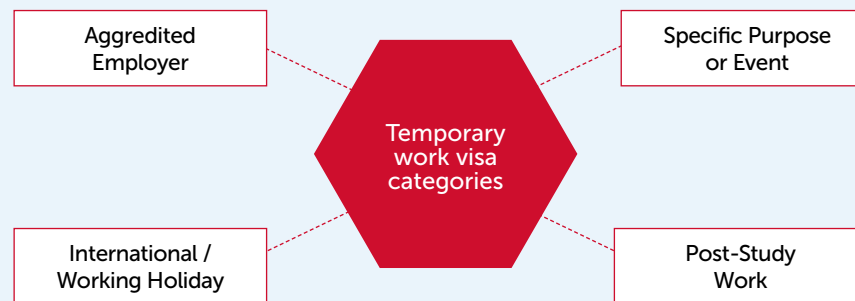 Aggredited
Employer
Specific Purpose
or Event
Temporary
work visa
categories
International /
Working Holiday
Post-Study
Work